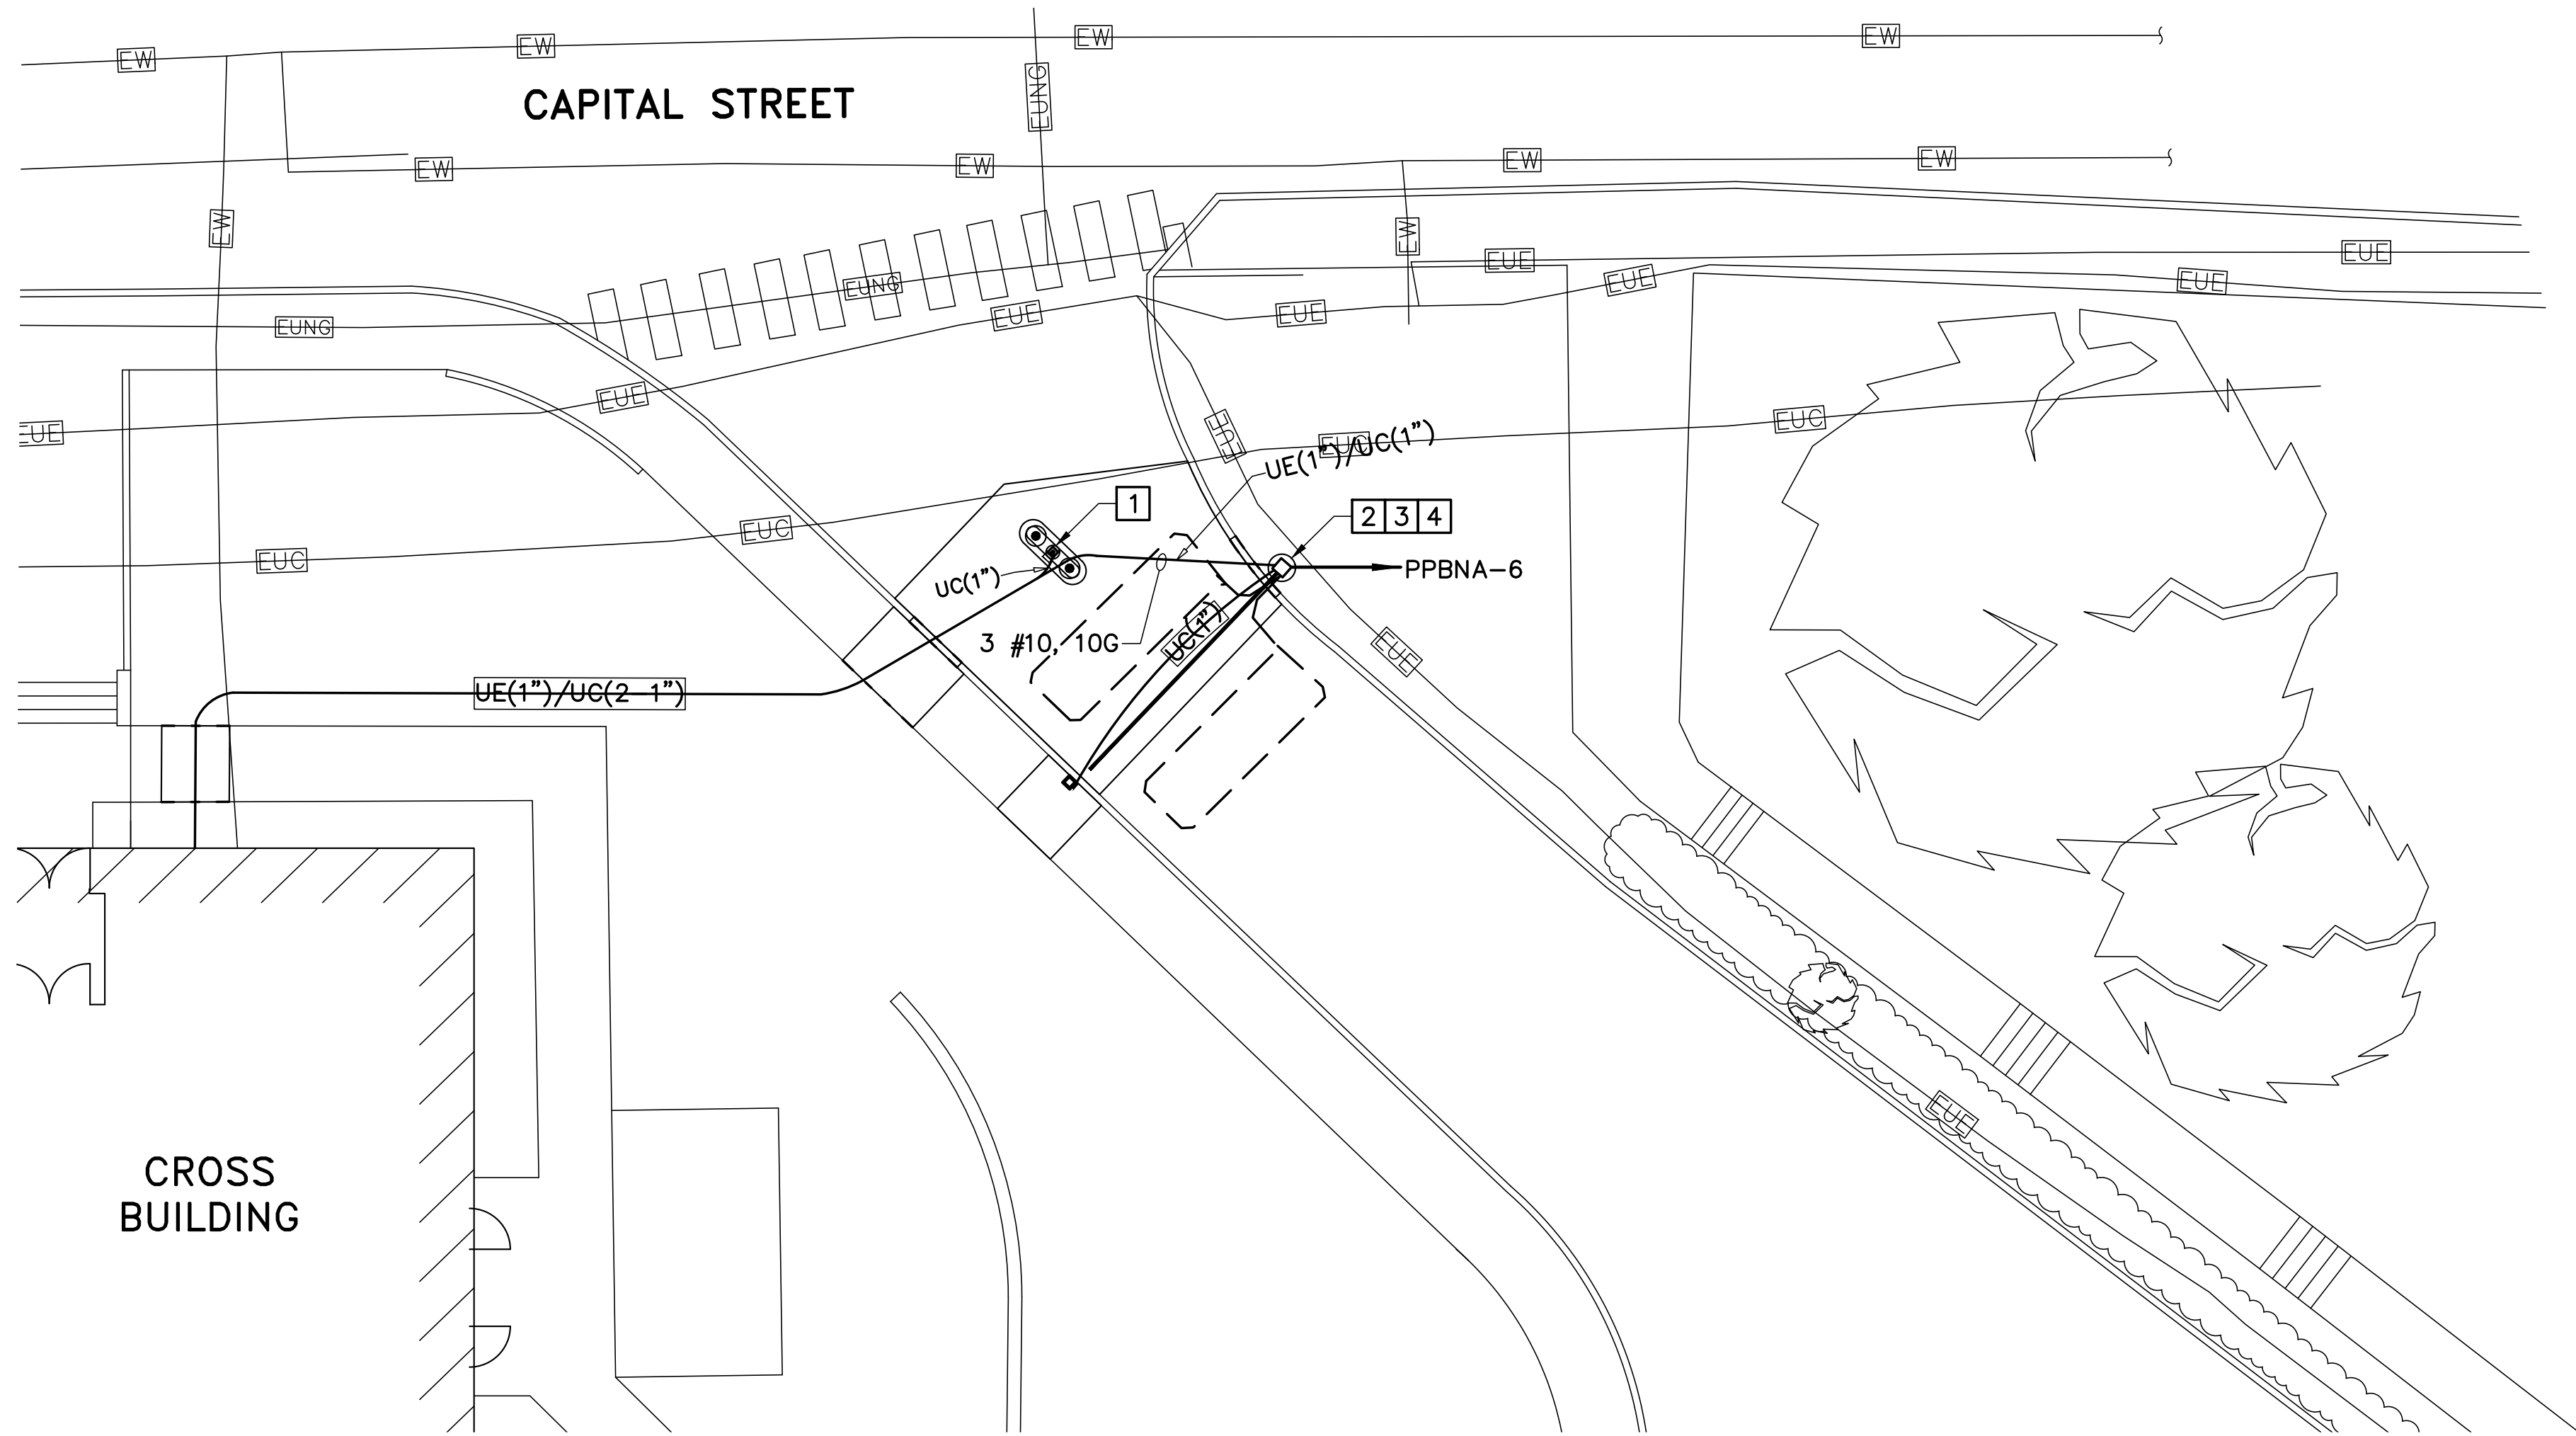 EW
EW
EW
EW
EUNG
CAPITAL STREET
EW
EW
EW
EW
EW
EW
EUE
EUE
EUE
EUE
EUNG
EUE
EUE
EUNG
EUE
EUE
EUE
EUC
EUC
UE(1")/UC(1")
EUC
EUC
1
2 3 4
PPBNA-6
UC(1")
UC(1")
3 #10, 10G
EUE
UE(1")/UC(2-1")
EUE
CROSS
BUILDING